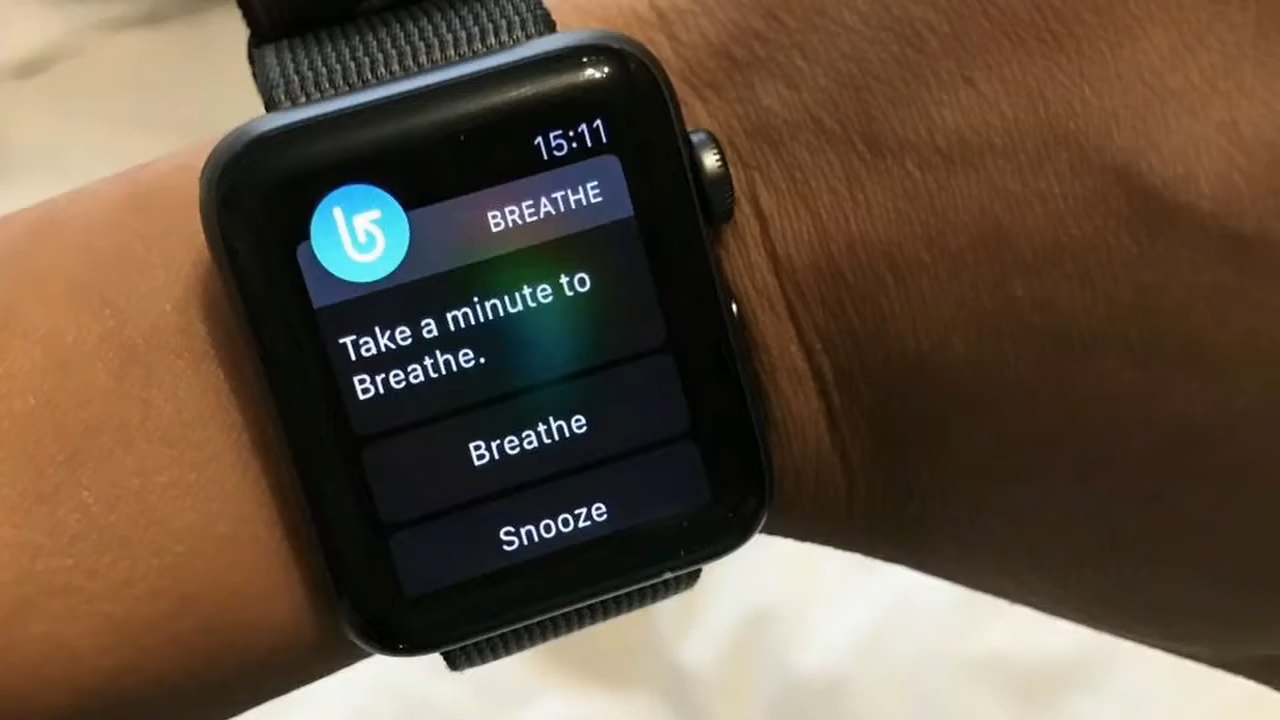 15:11
BREATHE
Take a minute to
Breathe.
Breathe
Snooze